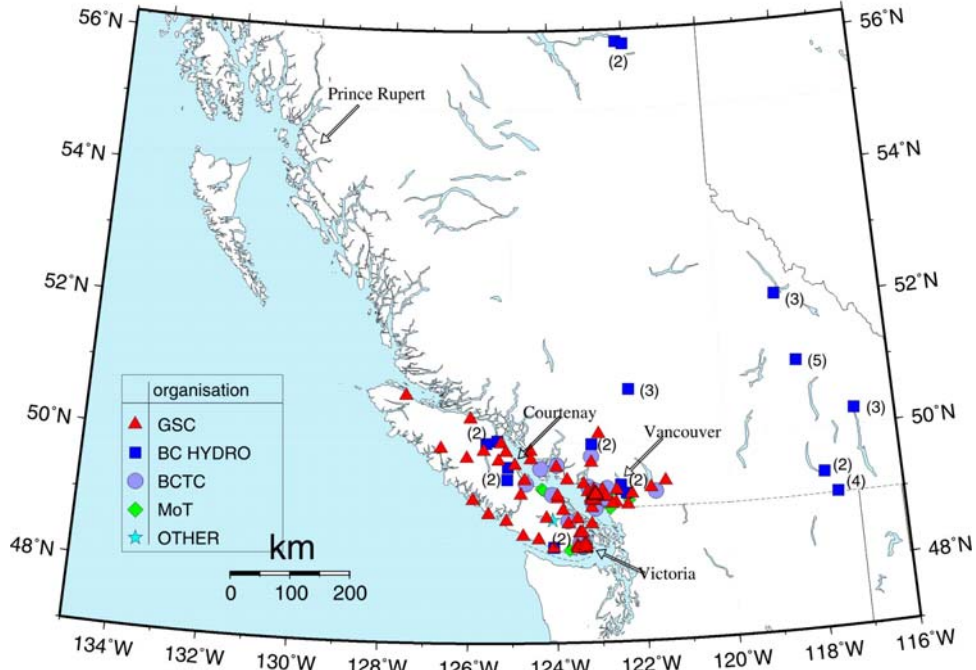 56°N
56°N
(2)
Prince Rupert
54°N
54°N
52°N
52°N
(3)
(5)
(3)
(3)
organisation
GSC
BC HYDRO
BCTC
MoT
OTHER
50°N
50°N
Courtenay
Vancouver
(2)
(2)
(2)
(2)
(2)
(4)
(2)
48°N
48°N
km
0 100 200
Victoria
134°W 132°W 130°W 128°W 126°W 124°W 122°W 120°W 118°W 116°W